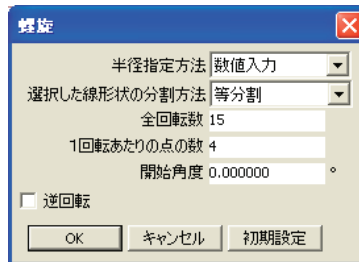 螺旋
半径指定方法 数値入力
選択した線形状の分割方法 等分割
全回転数 15
1回転あたりの点の数 4
開始角度 0.000000 °
逆回転
OK キャンセル 初期設定